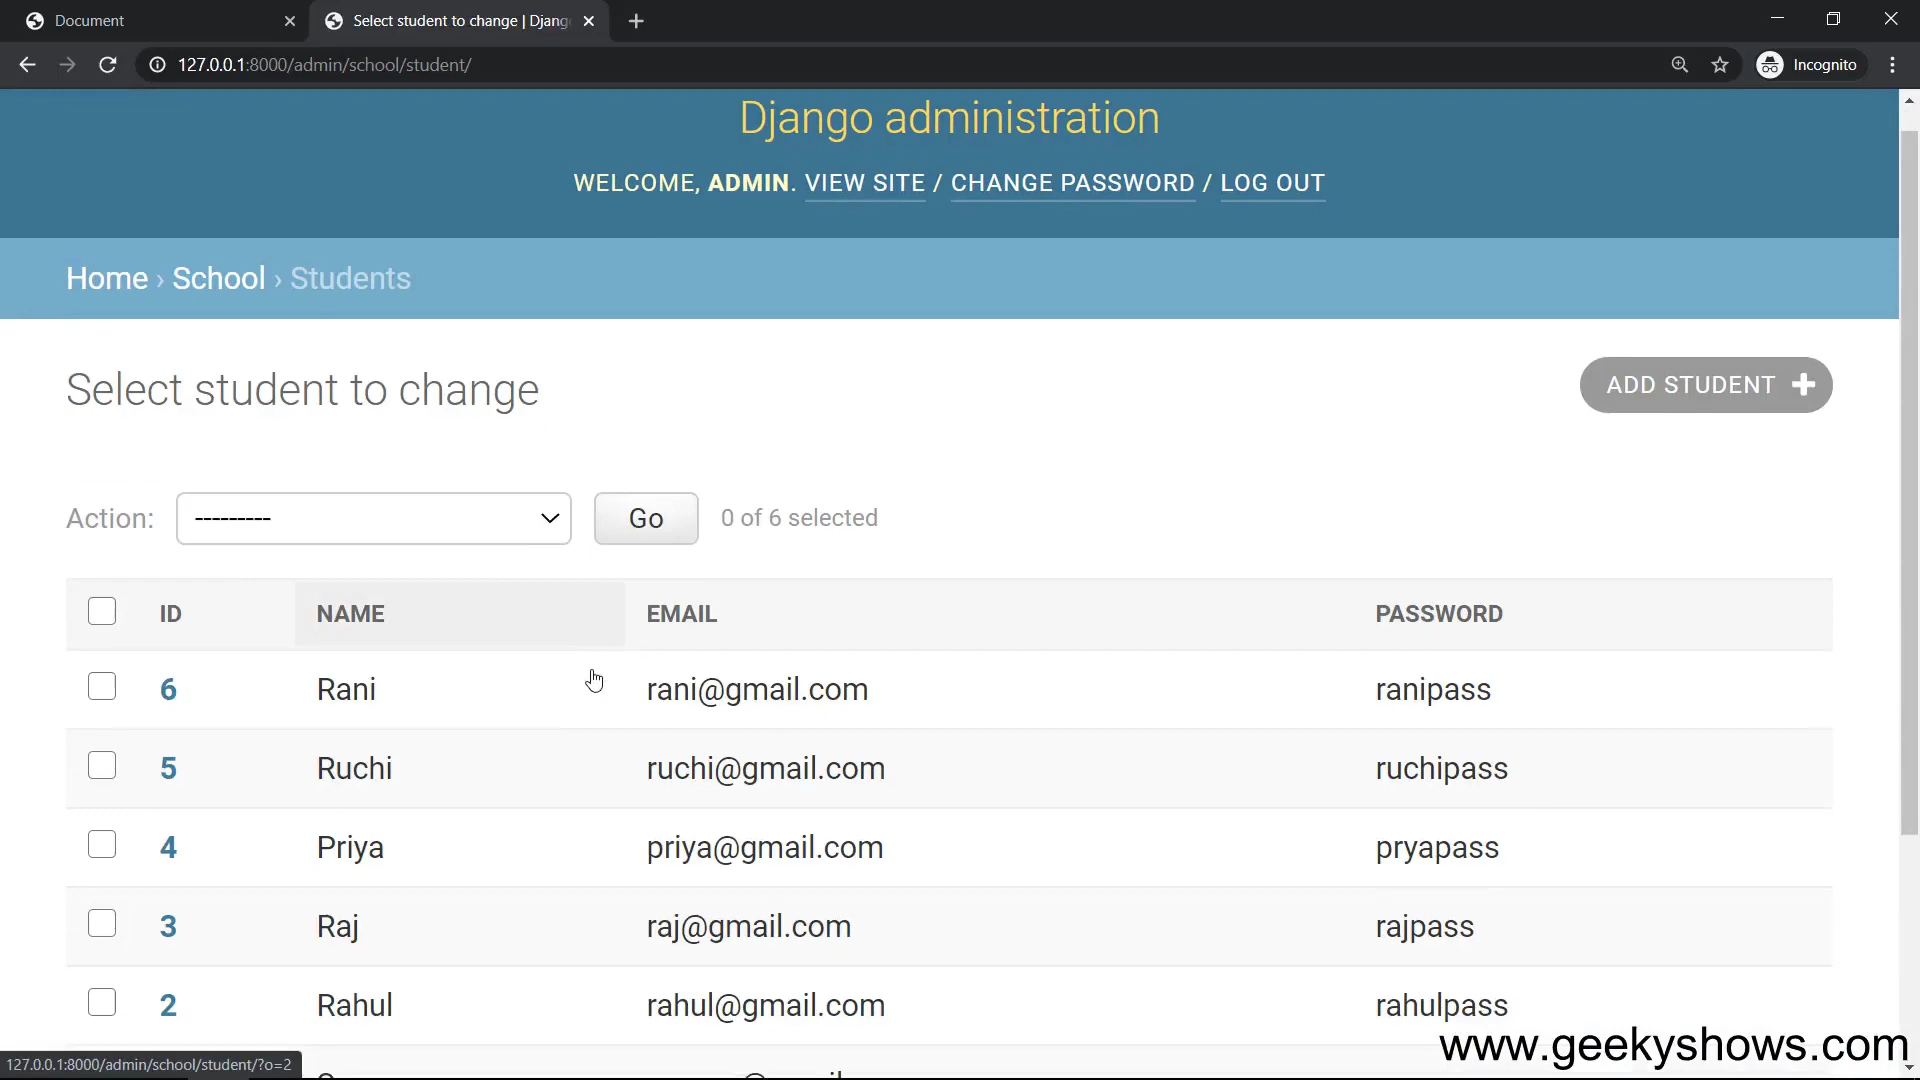 Document
Select student to change | Djang
127.0.0.1:8000/admin/school/student/
Incognito
Django administration
WELCOME, ADMIN. VIEW SITE / CHANGE PASSWORD / LOG OUT
Home › School › Students
Select student to change
ADD STUDENT +
Action: --------- Go 0 of 6 selected
ID NAME EMAIL PASSWORD
6 Rani rani@gmail.com ranipass
5 Ruchi ruchi@gmail.com ruchipass
4 Priya priya@gmail.com pryapass
3 Raj raj@gmail.com rajpass
2 Rahul rahul@gmail.com rahulpass
www.geekyshows.com
127.0.0.1:8000/admin/school/student/?o=2